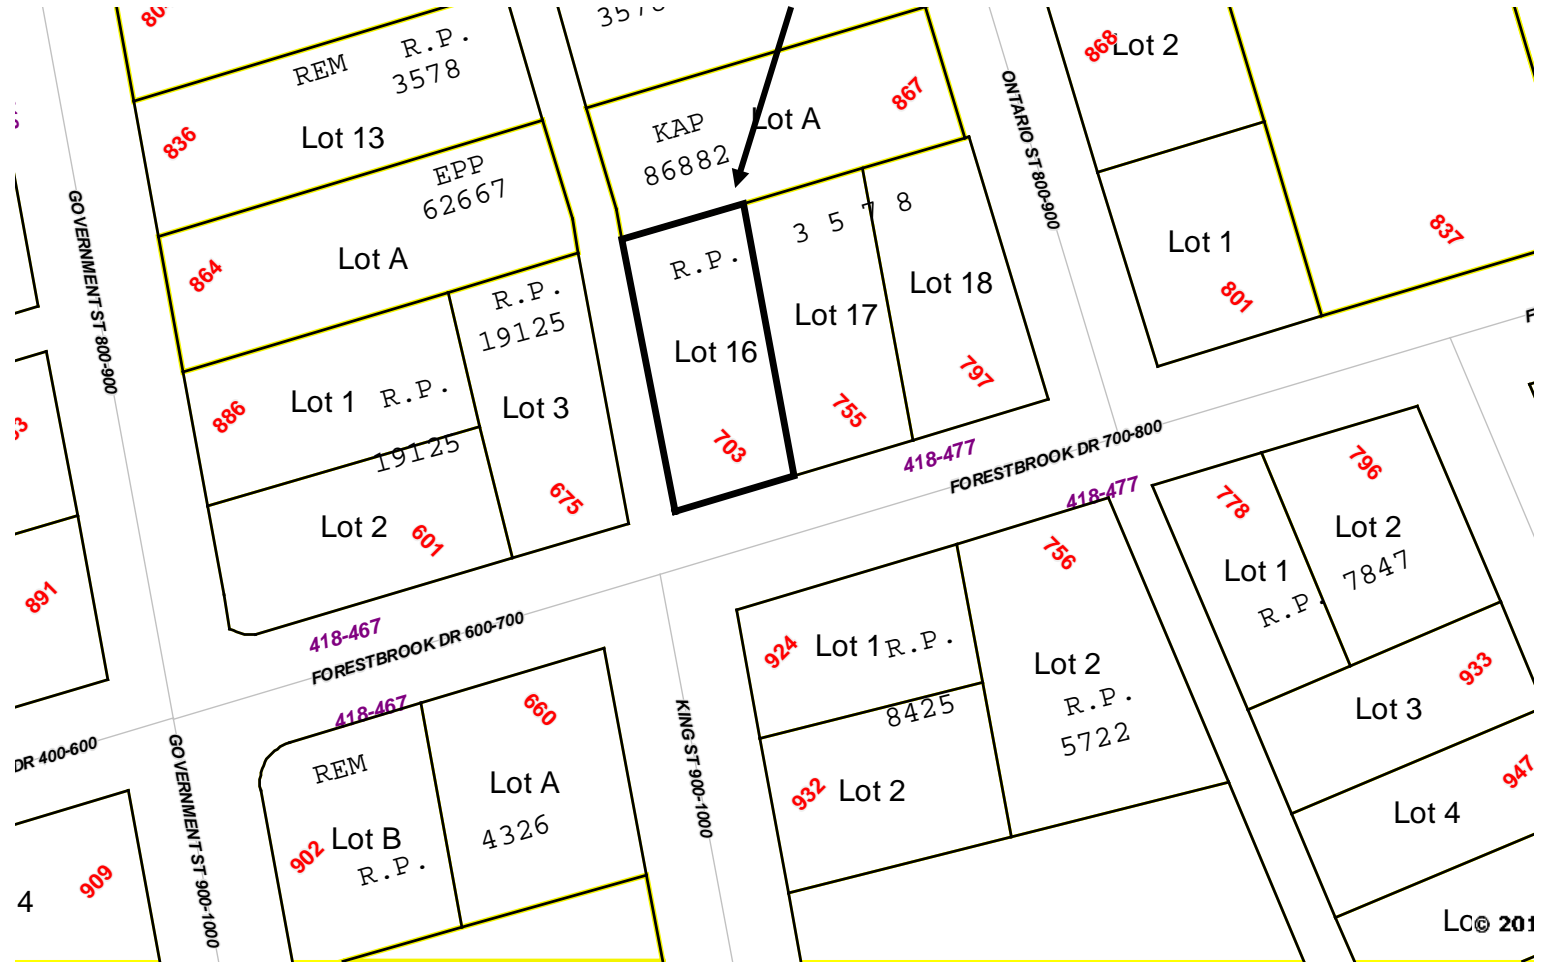 REM R.P.
3578
Lot 13
836
EPP
62667
Lot A
864
R.P.
19125
Lot 1
R.P.
19125
886
Lot 3
675
Lot 2
601
KAP
86882
Lot A
867
3 5 7 8
R.P.
Lot 16
703
Lot 17
755
Lot 18
797
868
Lot 2
Lot 1
801
837
GOVERNMENT ST 800-900
ONTARIO ST 800-900
418-477
FORESTBROOK DR 700-800
418-477
891
418-467
FORESTBROOK DR 600-700
418-467
DR 400-600
GOVERNMENT ST 900-1000
KING ST 900-1000
REM
Lot B
R.P.
902
660
Lot A
4326
4
909
924
Lot 1
R.P.
8425
932
Lot 2
756
Lot 2
R.P.
5722
778
Lot 1
R.P.
796
Lot 2
7847
933
Lot 3
947
Lot 4
© 201